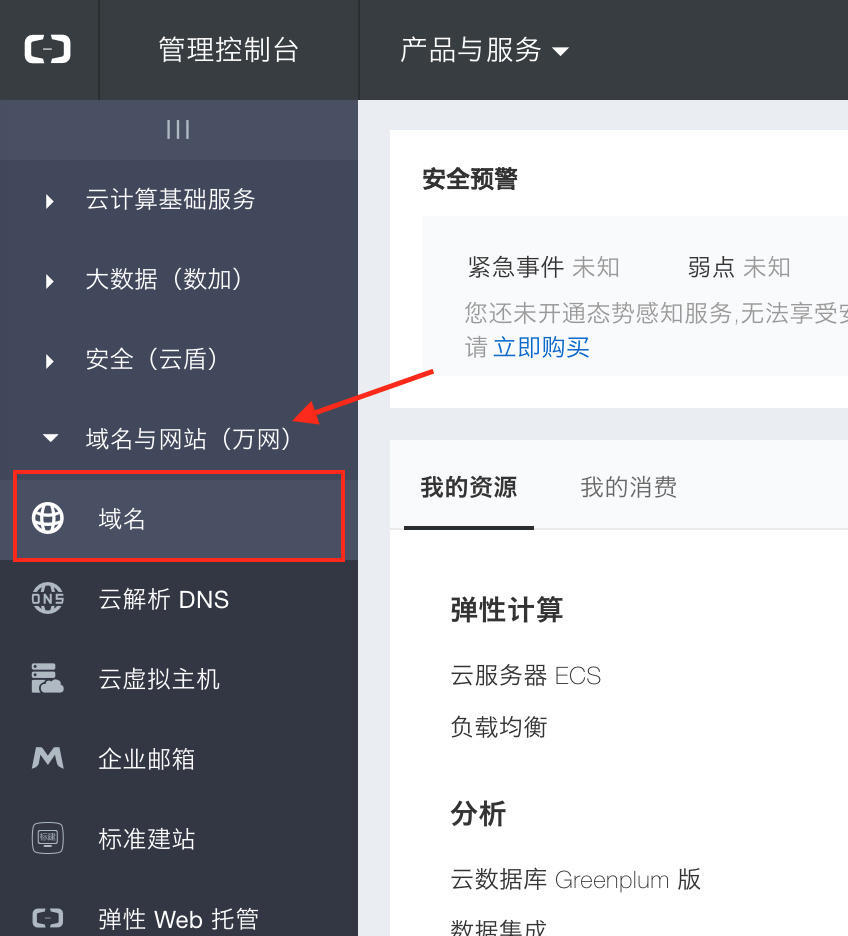 管理控制台
产品与服务
云计算基础服务
大数据（数加）
安全（云盾）
域名与网站（万网）
域名
云解析 DNS
云虚拟主机
企业邮箱
标准建站
弹性 Web 托管
安全预警
紧急事件 未知 弱点 未知
您还未开通态势感知服务,无法享受安
请 立即购买
我的资源 我的消费
弹性计算
云服务器 ECS
负载均衡
分析
云数据库 Greenplum 版
数据集成